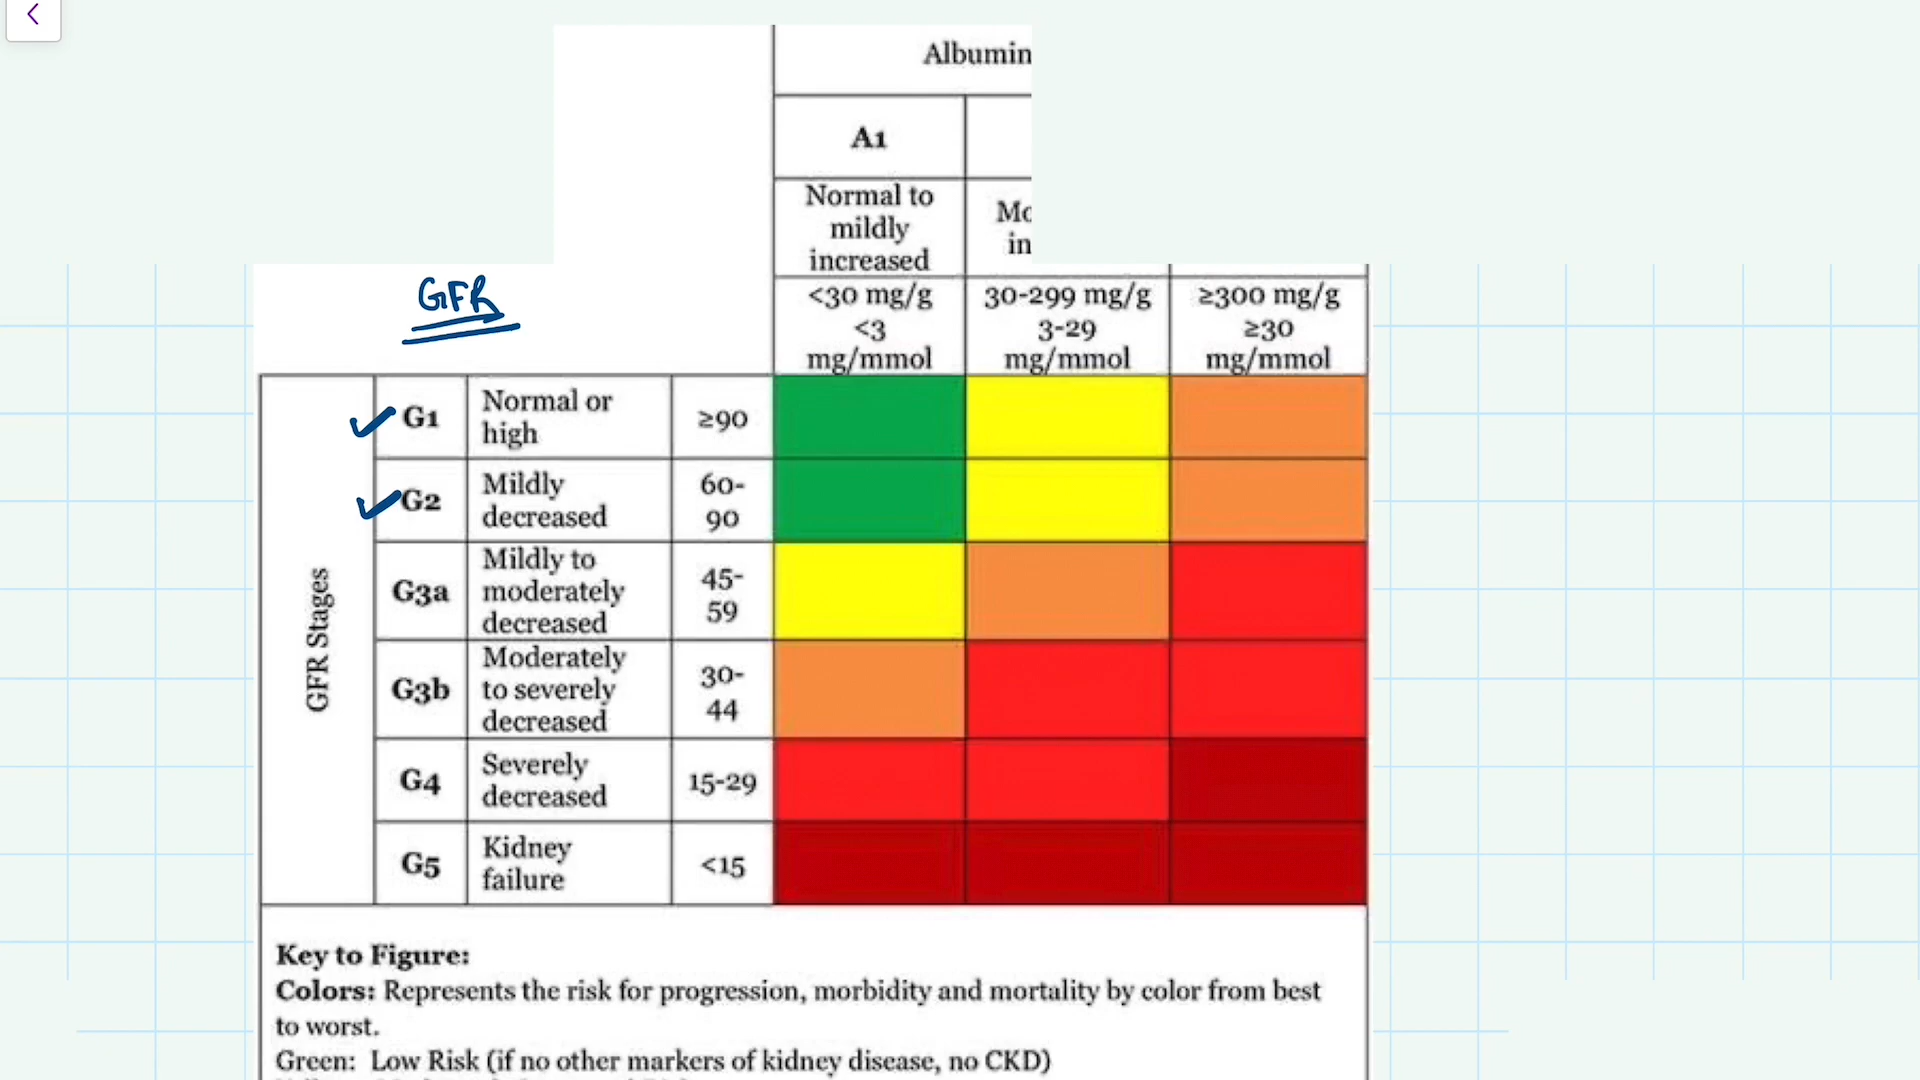 Albumin
A1
Normal to
mildly
increased
<30 mg/g
<3
mg/mmol
30-299 mg/g
3-29
mg/mmol
≥300 mg/g
≥30
mg/mmol
GFR
GFR Stages
G1
Normal or
high
≥90
G2
Mildly
decreased
60-
90
G3a
Mildly to
moderately
decreased
45-
59
G3b
Moderately
to severely
decreased
30-
44
G4
Severely
decreased
15-29
G5
Kidney
failure
<15
Key to Figure:
Colors: Represents the risk for progression, morbidity and mortality by color from best
to worst.
Green: Low Risk (if no other markers of kidney disease, no CKD)